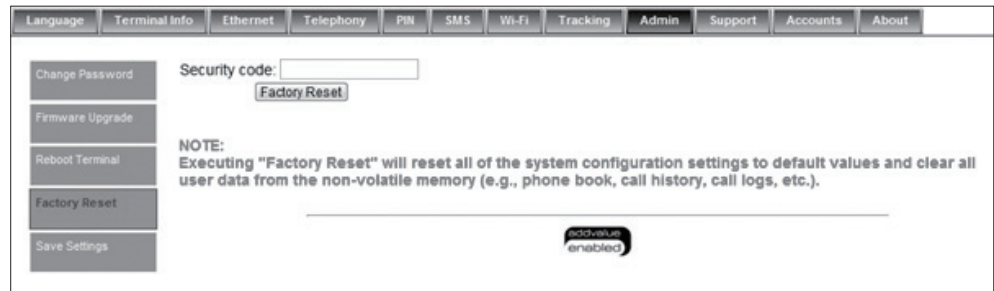 Language Terminal Info Ethernet Telephony PIN SMS Wi-Fi Tracking Admin Support Accounts About
Change Password
Firmware Upgrade
Reboot Terminal
Factory Reset
Save Settings
Security code:
Factory Reset
NOTE:
Executing "Factory Reset" will reset all of the system configuration settings to default values and clear all
user data from the non-volatile memory (e.g., phone book, call history, call logs, etc.).
addvalue
enabled